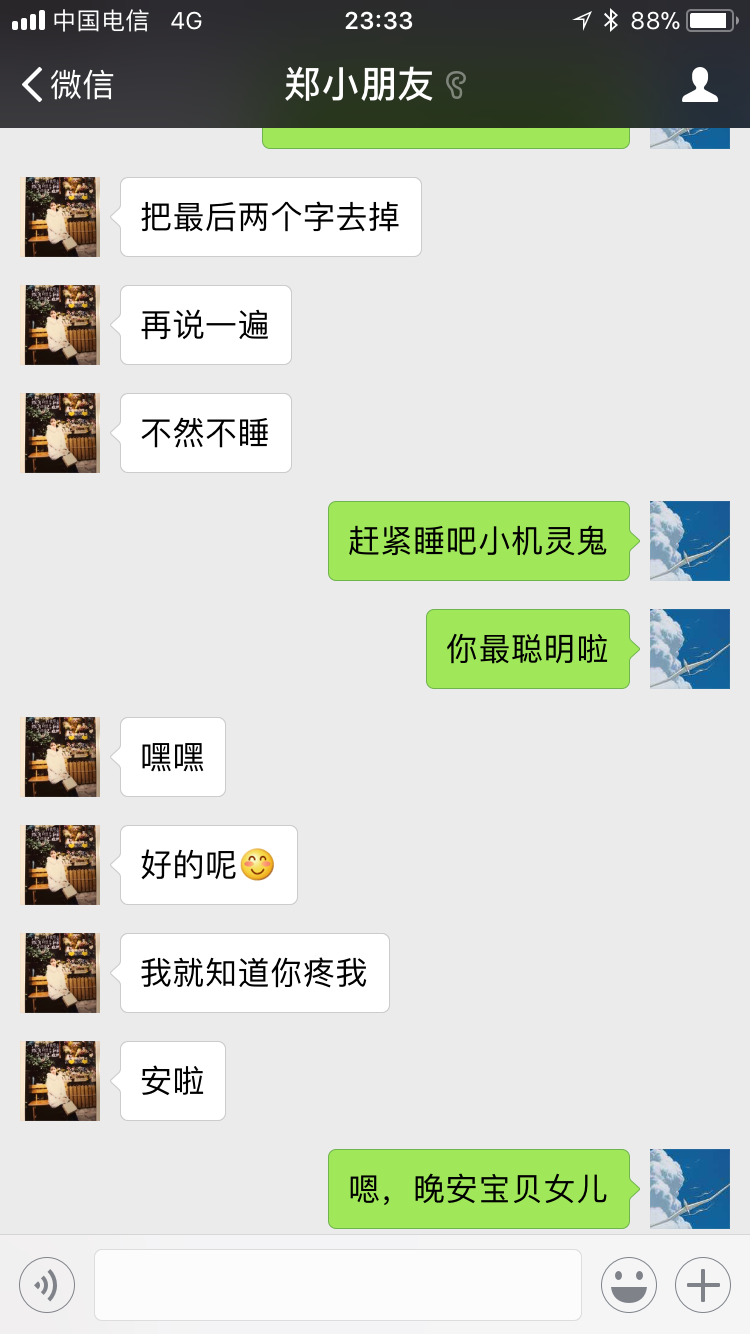 中国电信 4G 23:33 88%
微信 郑小朋友
把最后两个字去掉
再说一遍
不然不睡
赶紧睡吧小机灵鬼
你最聪明啦
嘿嘿
好的呢😊
我就知道你疼我
安啦
嗯，晚安宝贝女儿